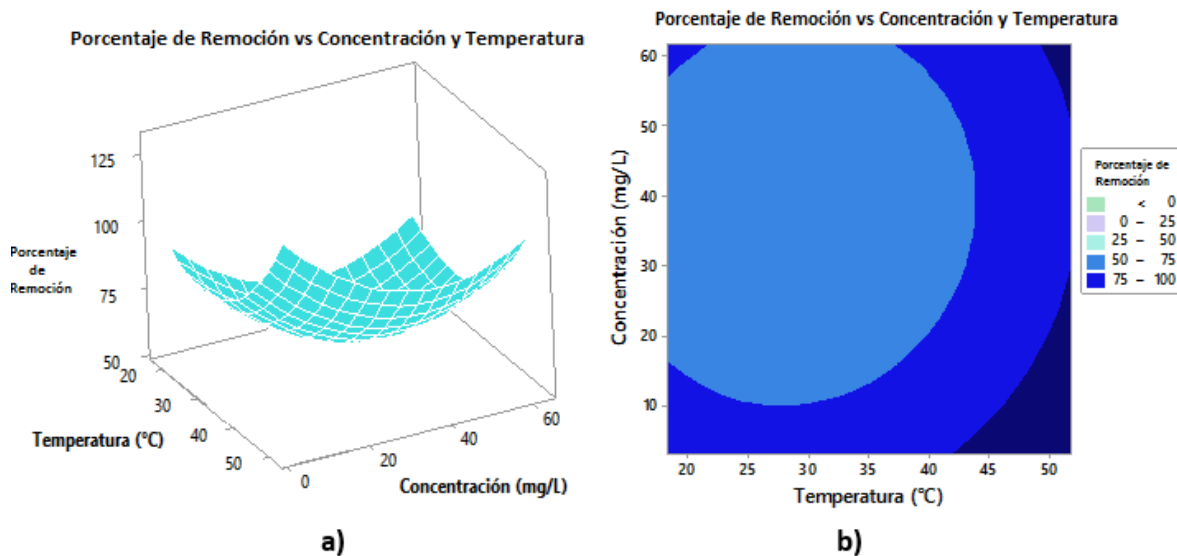 Porcentaje de Remoción vs Concentración y Temperatura
125
100
75
50
Porcentaje
de
Remoción
20
30
40
50
Temperatura (°C)
0
20
40
60
Concentración (mg/L)
a)
Porcentaje de Remoción vs Concentración y Temperatura
60
50
40
30
20
10
Concentración (mg/L)
20 25 30 35 40 45 50
Temperatura (°C)
Porcentaje de
Remoción
< 0
0 – 25
25 – 50
50 – 75
75 – 100
b)